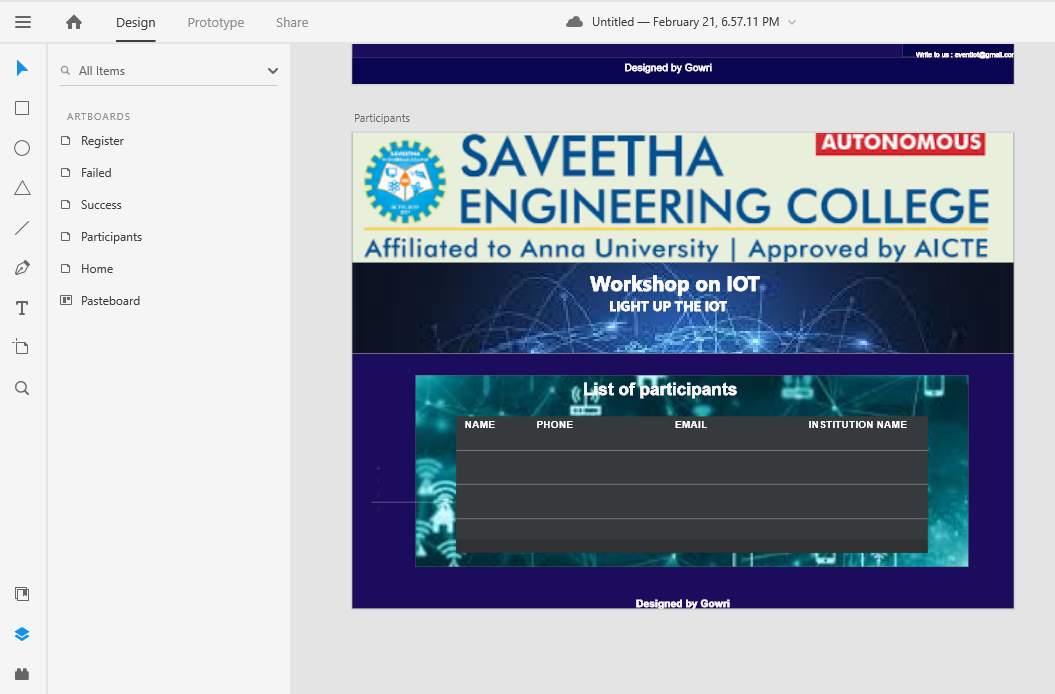 Design Prototype Share Untitled — February 21, 6.57.11 PM
All Items
ARTBOARDS
Register
Failed
Success
Participants
Home
Pasteboard
Write to us : eventiot@gmail.com
Designed by Gowri
Participants
SAVEETHA AUTONOMOUS
ENGINEERING COLLEGE
Affiliated to Anna University | Approved by AICTE
SAVEETHA
Workshop on IOT
LIGHT UP THE IOT
List of participants
NAME PHONE EMAIL INSTITUTION NAME
Designed by Gowri